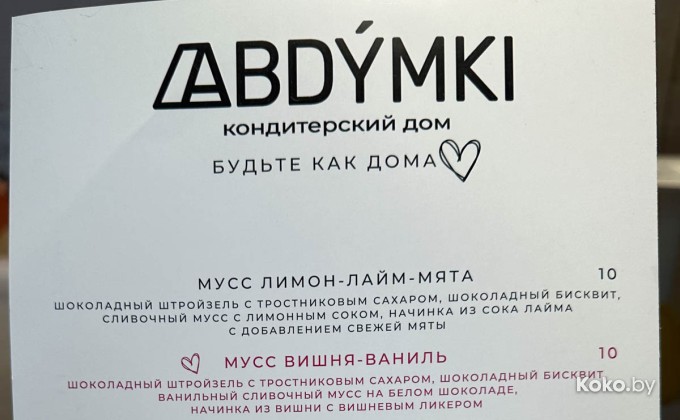 ABDÝMKI
КОНДИТЕРСКИЙ ДОМ
БУДЬТЕ КАК ДОМА
МУСС ЛИМОН-ЛАЙМ-МЯТА 10
ШОКОЛАДНЫЙ ШТРОЙЗЕЛЬ С ТРОСТНИКОВЫМ САХАРОМ, ШОКОЛАДНЫЙ БИСКВИТ,
СЛИВОЧНЫЙ МУСС С ЛИМОННЫМ СОКОМ, НАЧИНКА ИЗ СОКА ЛАЙМА
С ДОБАВЛЕНИЕМ СВЕЖЕЙ МЯТЫ
МУСС ВИШНЯ-ВАНИЛЬ 10
ШОКОЛАДНЫЙ ШТРОЙЗЕЛЬ С ТРОСТНИКОВЫМ САХАРОМ, ШОКОЛАДНЫЙ БИСКВИТ,
ВАНИЛЬНЫЙ СЛИВОЧНЫЙ МУСС НА БЕЛОМ ШОКОЛАДЕ,
НАЧИНКА ИЗ ВИШНИ С ВИШНЕВЫМ ЛИКЕРОМ
Koko.by